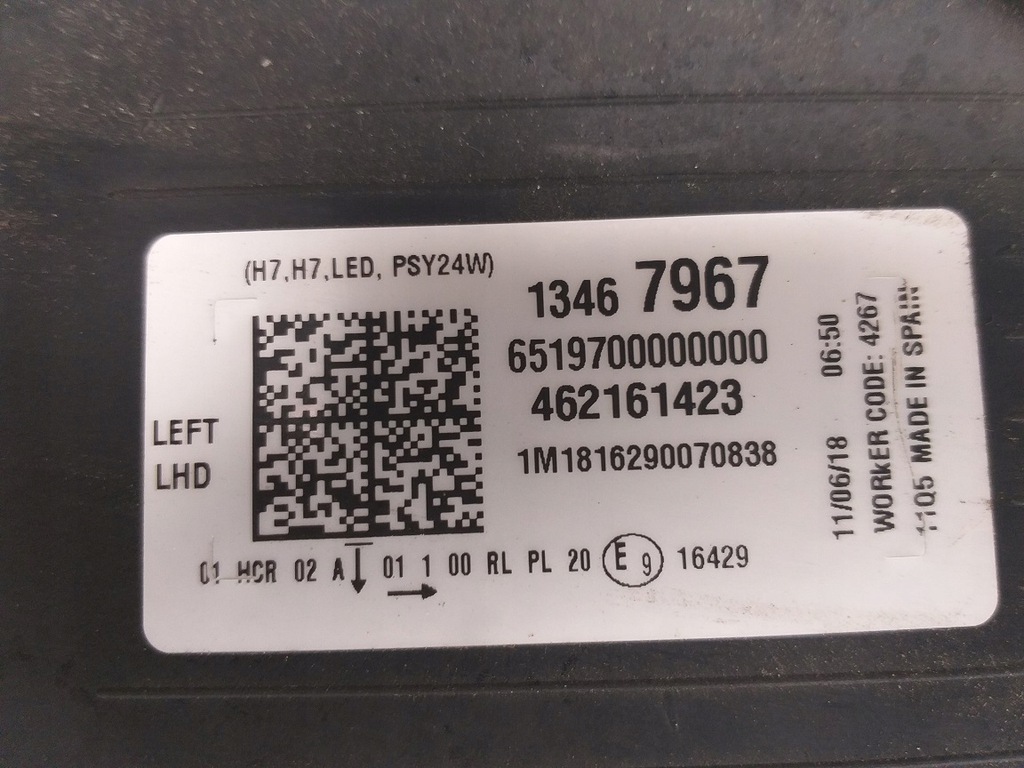 (H7,H7,LED, PSY24W)
1346 7967
6519700000000
462161423
1M1816290070838
LEFT
LHD
01 HCR 02 A 01 1 00 RL PL 20 E 9 16429
11/06/18 06:50
WORKER CODE: 4267
11Q5 MADE IN SPAIN